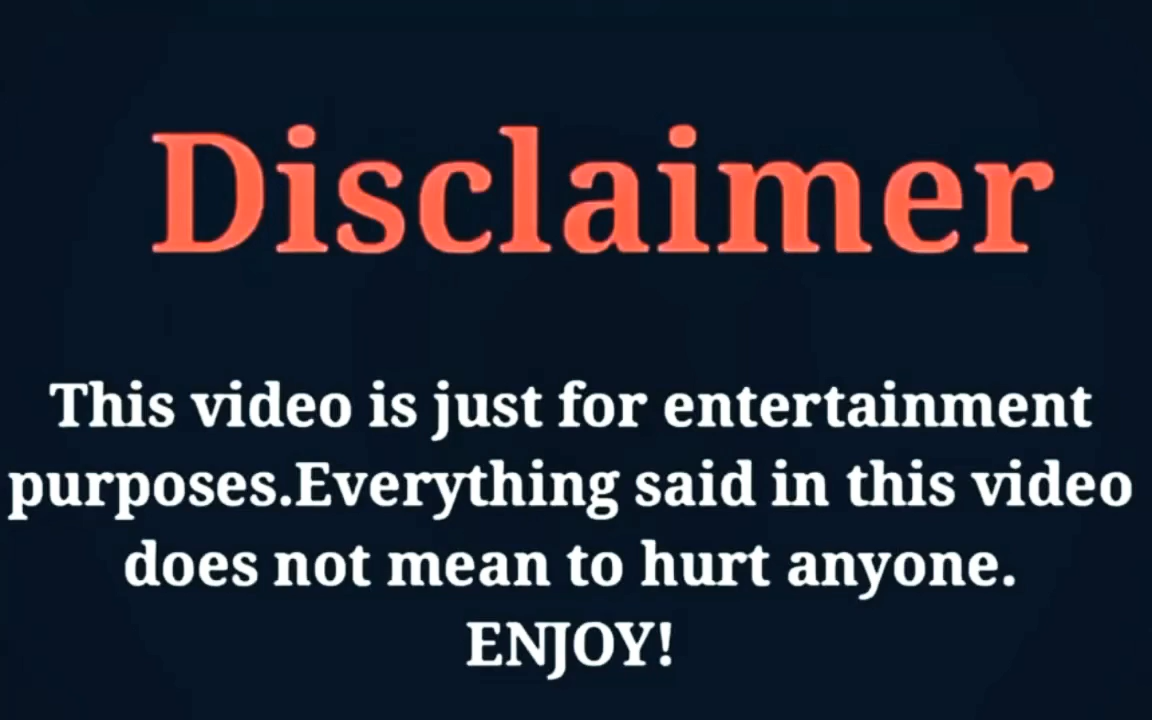 Disclaimer
This video is just for entertainment
purposes.Everything said in this video
does not mean to hurt anyone.
ENJOY!